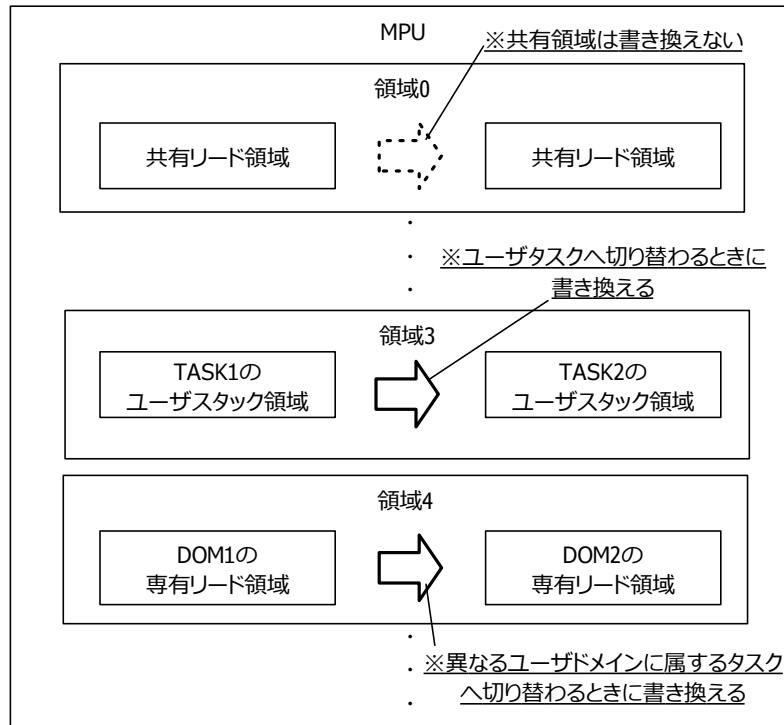 MPU
※共有領域は書き換えない
領域0
共有リード領域
共有リード領域
※ユーザタスクへ切り替わるときに
書き換える
領域3
TASK1の
ユーザスタック領域
TASK2の
ユーザスタック領域
領域4
DOM1の
専有リード領域
DOM2の
専有リード領域
※異なるユーザドメインに属するタスク
へ切り替わるときに書き換える